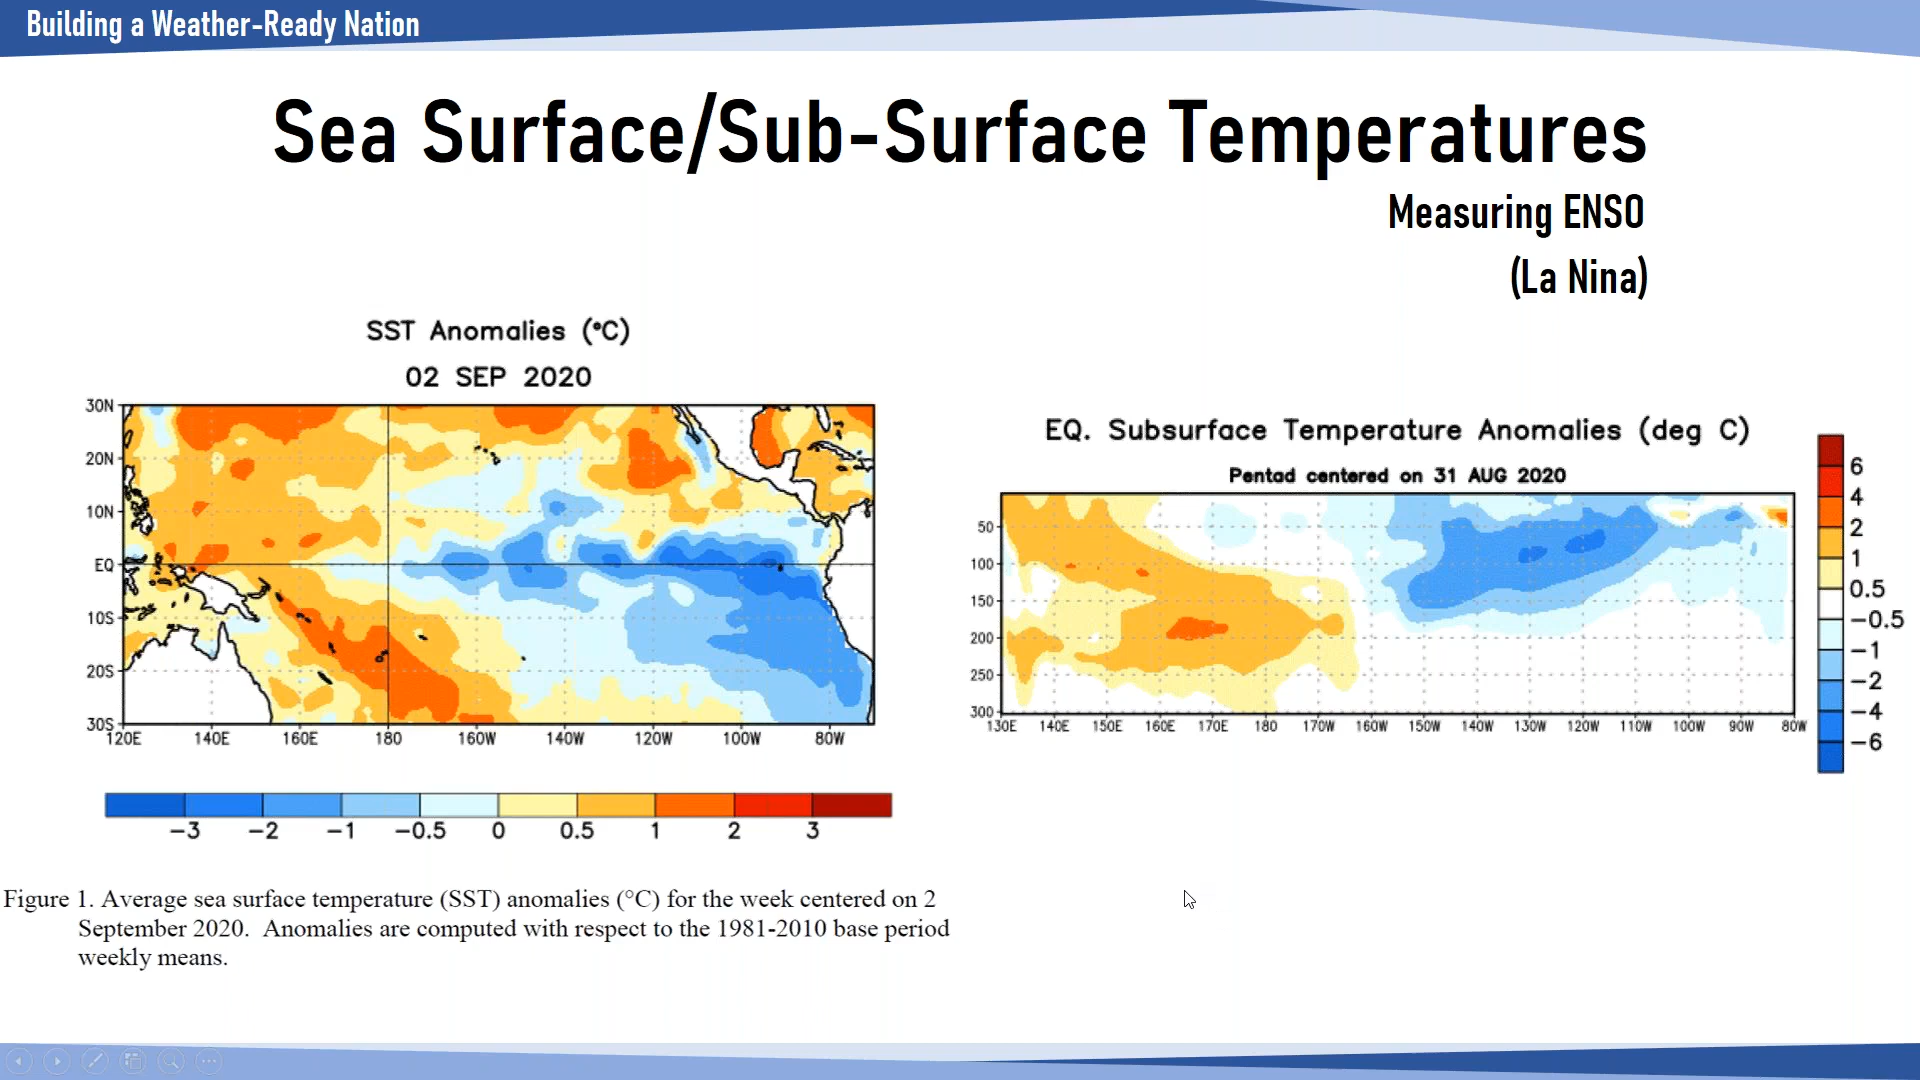 Building a Weather-Ready Nation
Sea Surface/Sub-Surface Temperatures
Measuring ENSO
(La Nina)
SST Anomalies (°C)
02 SEP 2020
30N
20N
10N
EQ
10S
20S
30S
120E 140E 160E 180 160W 140W 120W 100W 80W
-3 -2 -1 -0.5 0 0.5 1 2 3
Figure 1. Average sea surface temperature (SST) anomalies (°C) for the week centered on 2
September 2020.  Anomalies are computed with respect to the 1981-2010 base period
weekly means.
EQ. Subsurface Temperature Anomalies (deg C)
Pentad centered on 31 AUG 2020
50
100
150
200
250
300
130E 140E 150E 160E 170E 180 170W 160W 150W 140W 130W 120W 110W 100W 90W 80W
6
4
2
1
0.5
-0.5
-1
-2
-4
-6